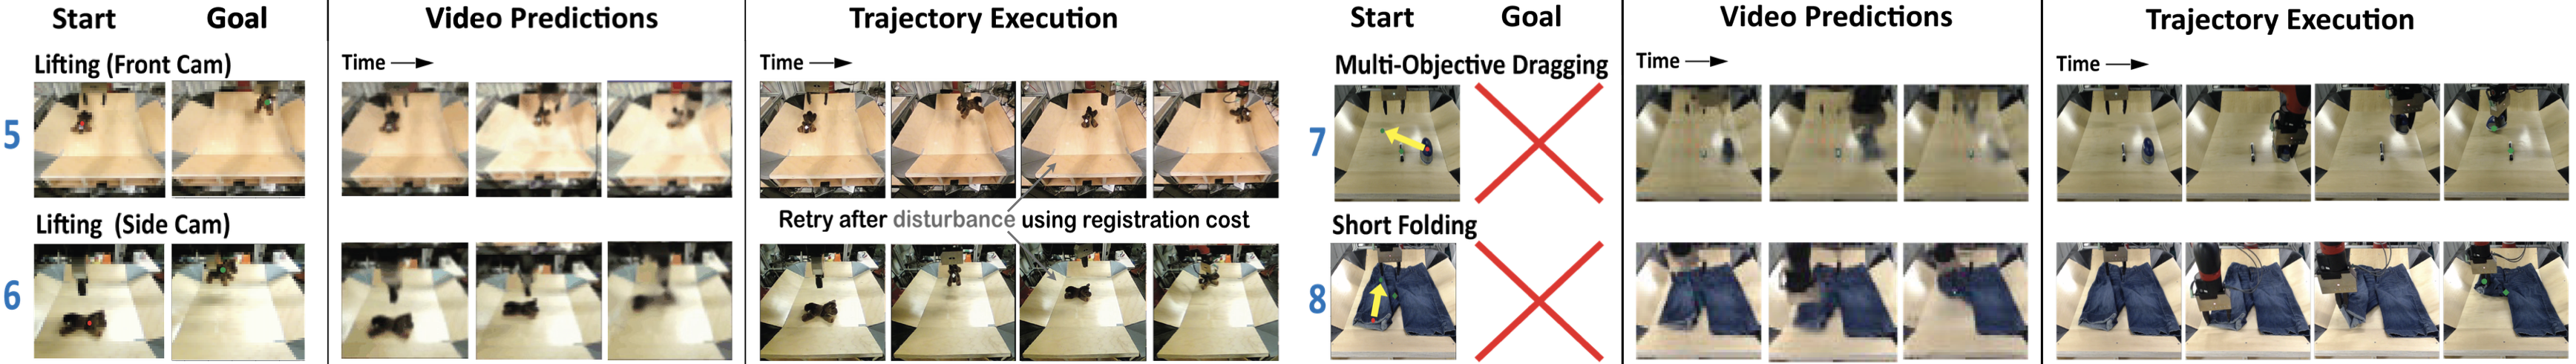 Start Goal Video Predictions Trajectory Execution
Lifting (Front Cam)
Time
Time
5
Retry after disturbance using registration cost
Lifting (Side Cam)
6
Start Goal Video Predictions Trajectory Execution
Multi-Objective Dragging
Time
Time
7
Short Folding
8